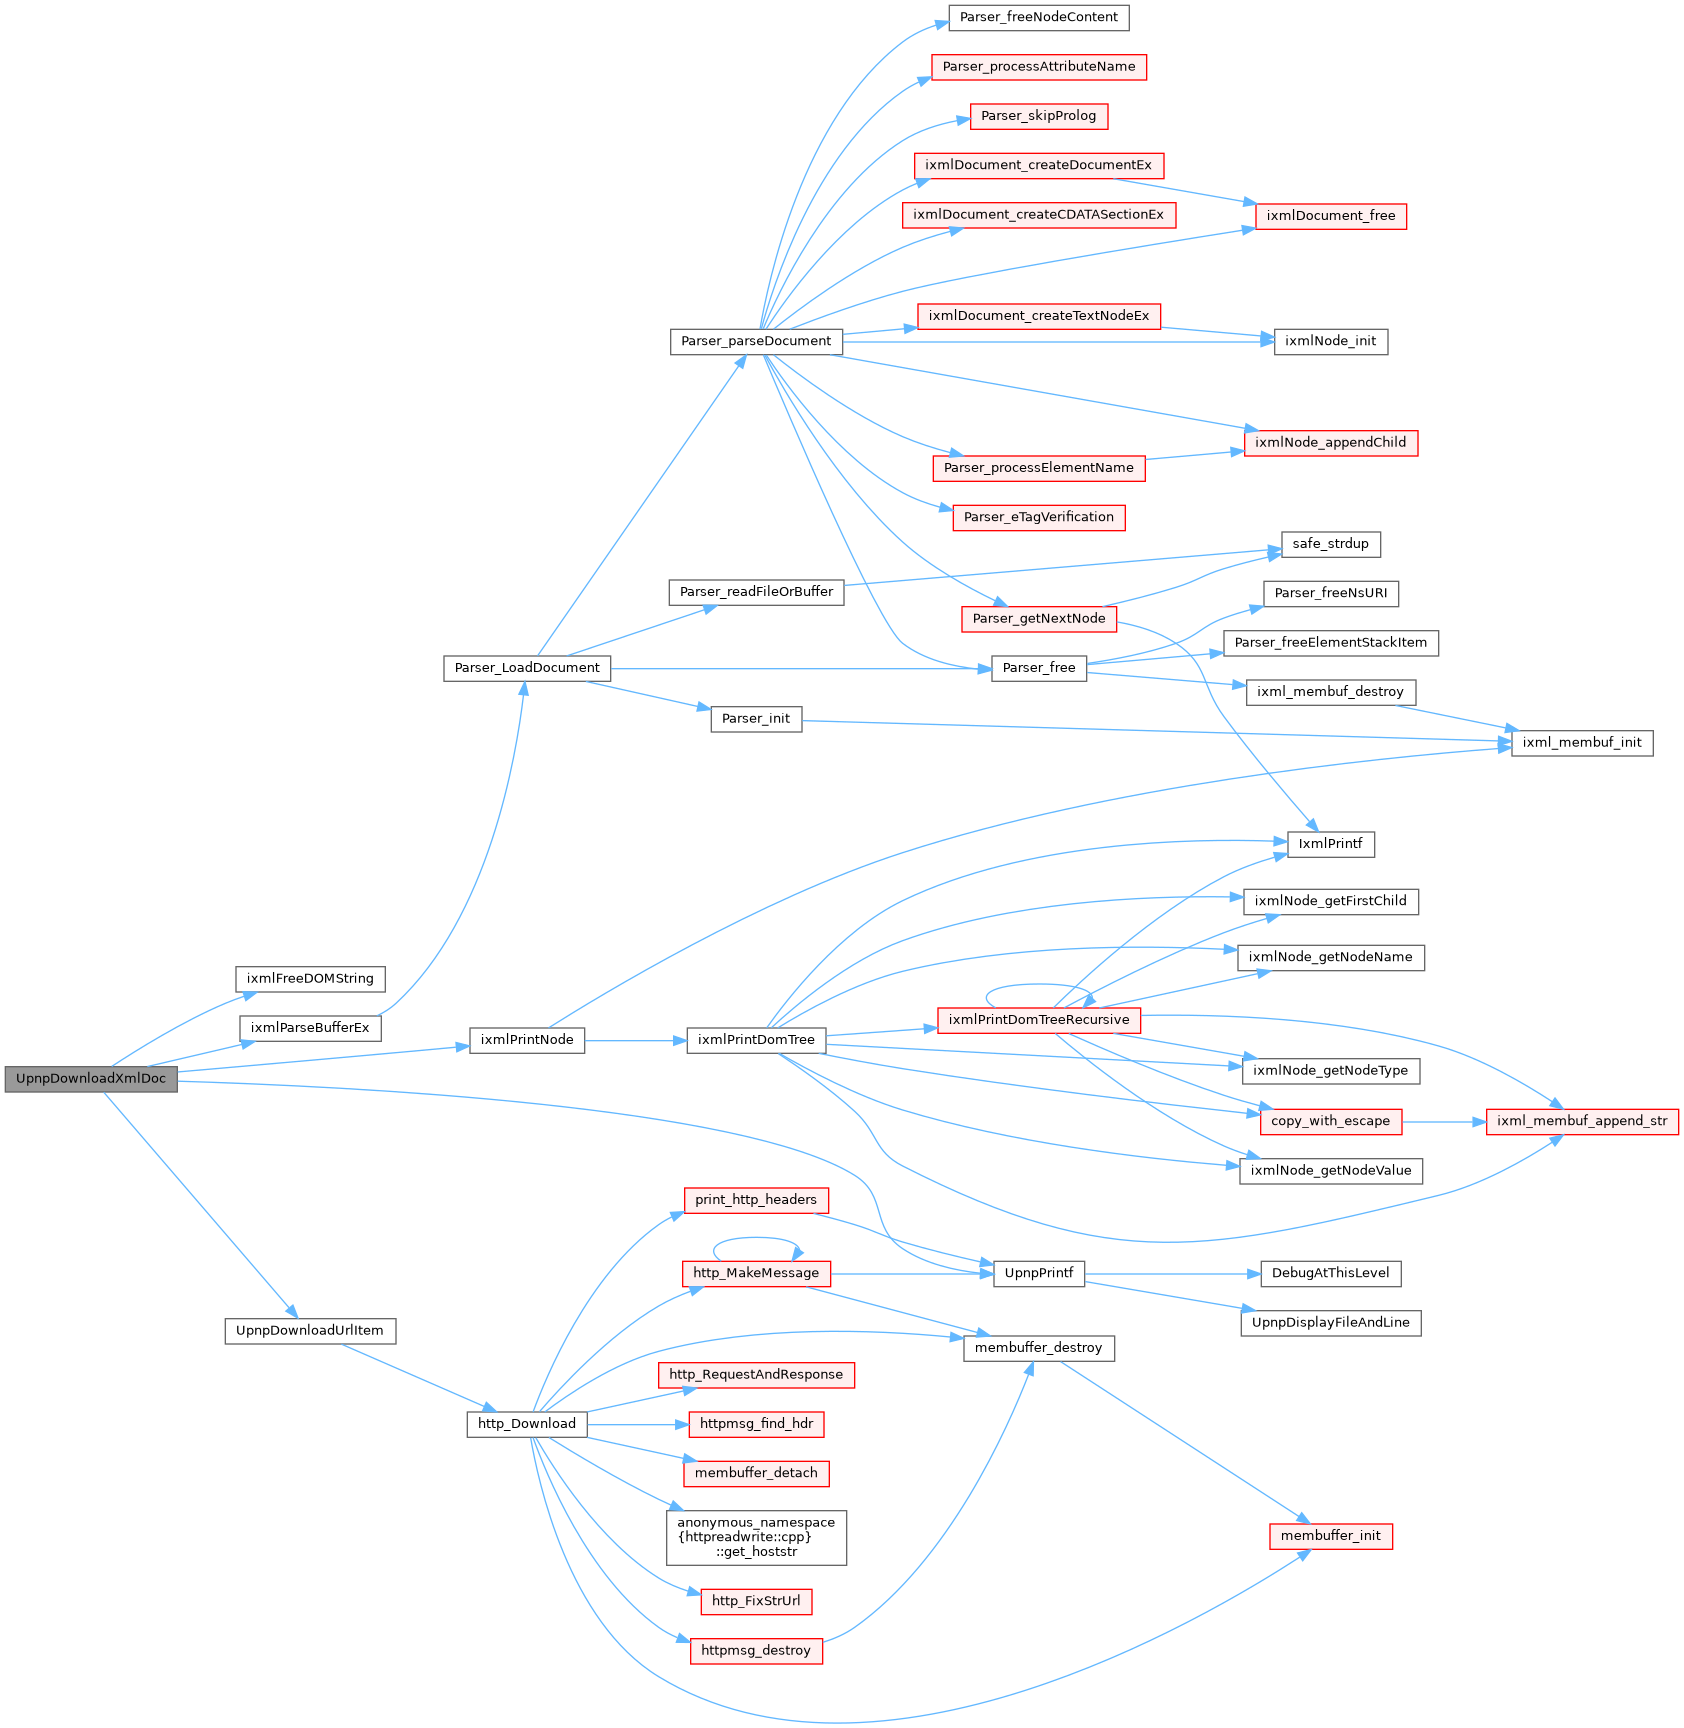 Parser_freeNodeContent
Parser_processAttributeName
Parser_skipProlog
ixmlDocument_createDocumentEx
ixmlDocument_createCDATASectionEx
ixmlDocument_free
ixmlDocument_createTextNodeEx
Parser_parseDocument
ixmlNode_init
ixmlNode_appendChild
Parser_processElementName
Parser_eTagVerification
safe_strdup
Parser_readFileOrBuffer
Parser_freeNsURI
Parser_getNextNode
Parser_freeElementStackItem
Parser_LoadDocument
Parser_free
ixml_membuf_destroy
Parser_init
ixml_membuf_init
IxmlPrintf
ixmlNode_getFirstChild
ixmlNode_getNodeName
ixmlFreeDOMString
ixmlPrintDomTreeRecursive
ixmlParseBufferEx
ixmlPrintNode
ixmlPrintDomTree
ixmlNode_getNodeType
UpnpDownloadXmlDoc
copy_with_escape
ixml_membuf_append_str
ixmlNode_getNodeValue
print_http_headers
http_MakeMessage
UpnpPrintf
DebugAtThisLevel
UpnpDisplayFileAndLine
UpnpDownloadUrlItem
membuffer_destroy
http_RequestAndResponse
http_Download
httpmsg_find_hdr
membuffer_detach
anonymous_namespace
{httpreadwrite::cpp}
::get_hoststr
membuffer_init
http_FixStrUrl
httpmsg_destroy